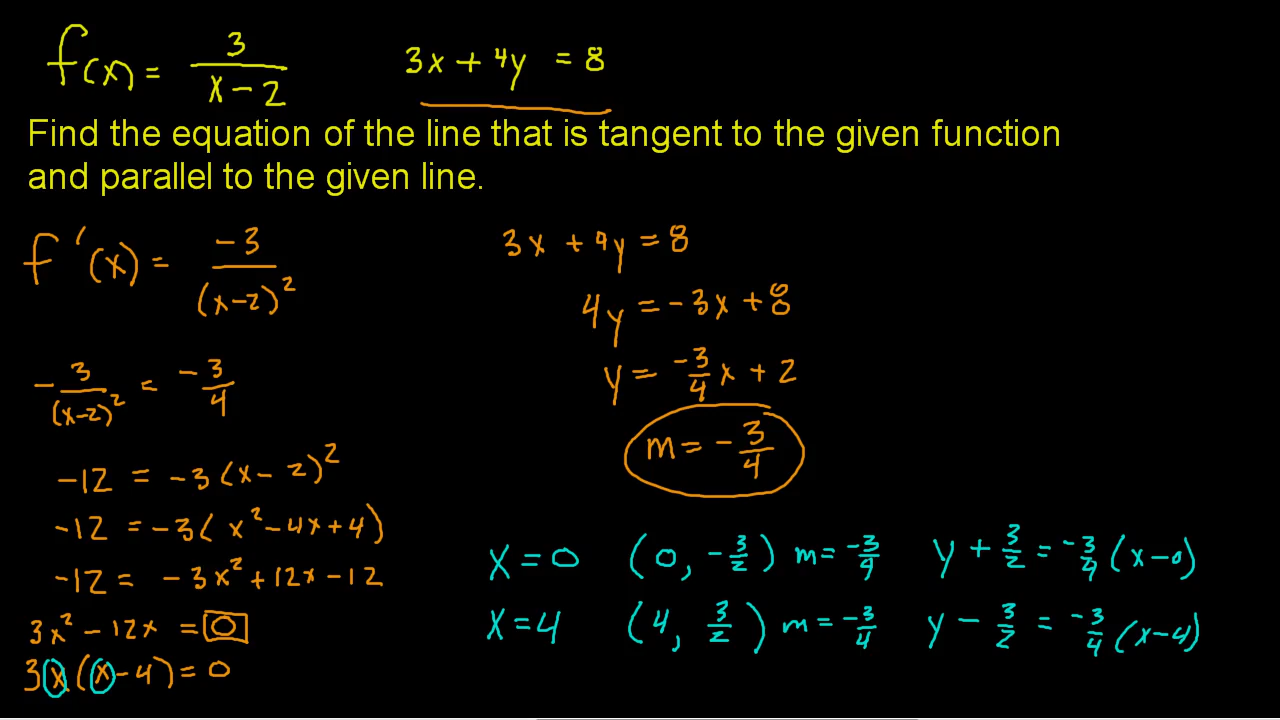 f(x) = 3/(x-2)    3x + 4y = 8
Find the equation of the line that is tangent to the given function
and parallel to the given line.
f'(x) = -3/(x-2)²
-3/(x-2)² = -3/4
-12 = -3(x-2)²
-12 = -3(x²-4x+4)
-12 = -3x²+12x-12
3x²-12x = 0
3x(x-4) = 0
3x + 4y = 8
4y = -3x + 8
y = -3/4 x + 2
m = -3/4
x = 0    (0, -3/2) m = -3/4    y + 3/2 = -3/4 (x-0)
x = 4    (4, 3/2) m = -3/4    y - 3/2 = -3/4 (x-4)